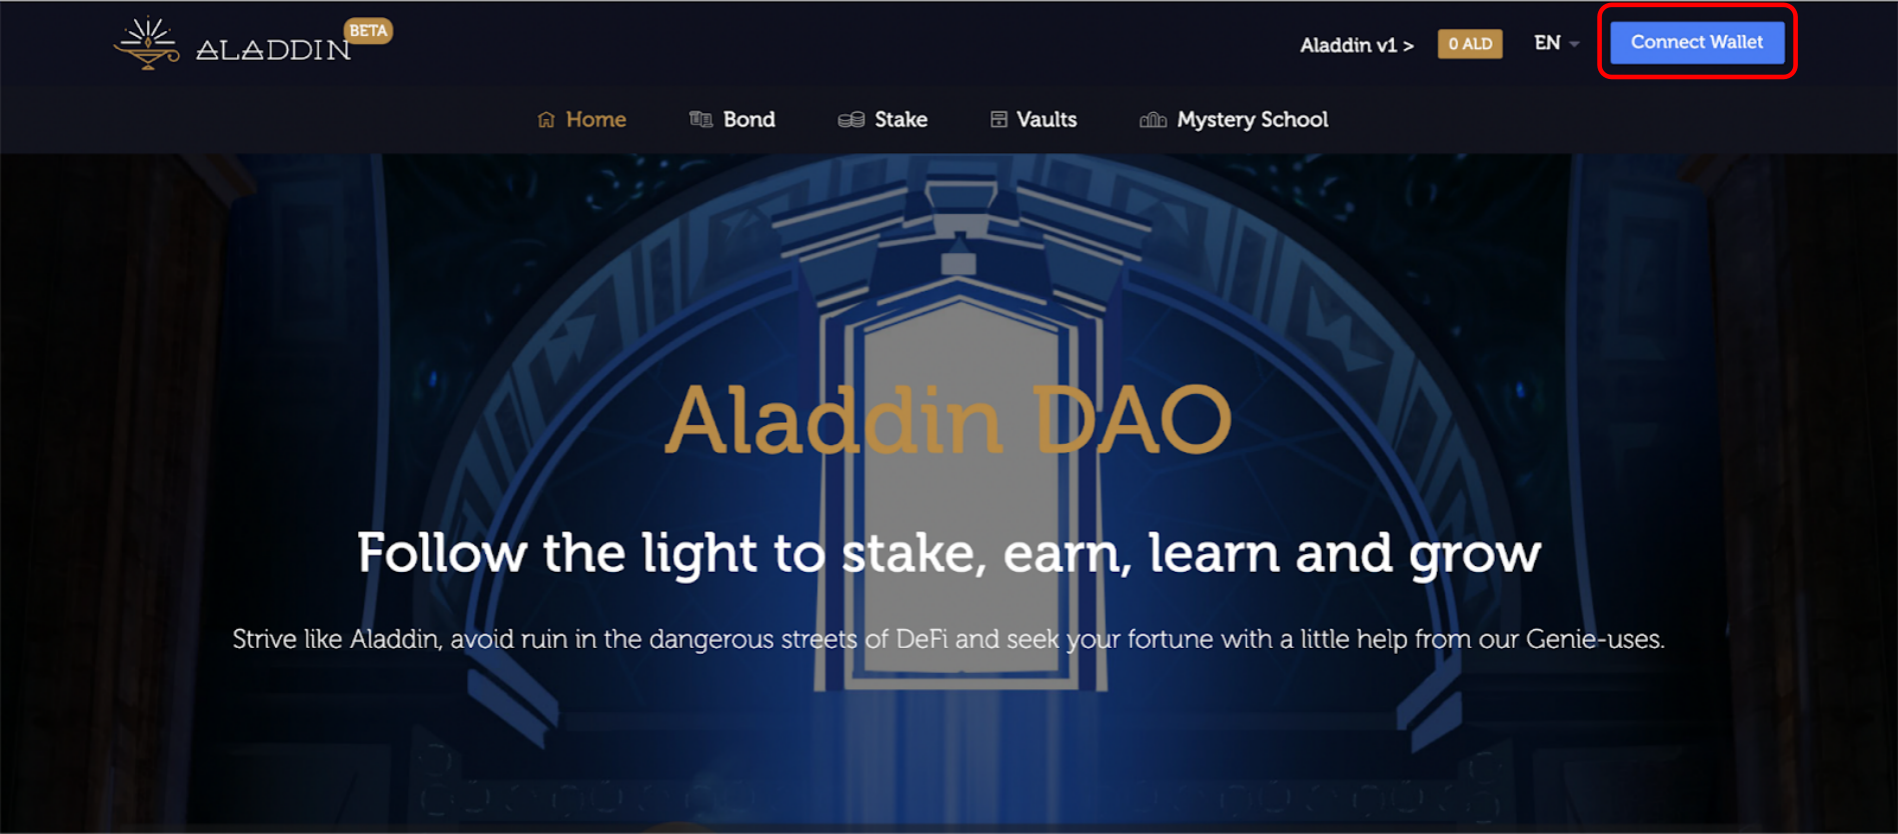 ALADDIN BETA
Aladdin v1 > 0 ALD EN Connect Wallet
Home Bond Stake Vaults Mystery School
Aladdin DAO
Follow the light to stake, earn, learn and grow
Strive like Aladdin, avoid ruin in the dangerous streets of DeFi and seek your fortune with a little help from our Genie-uses.